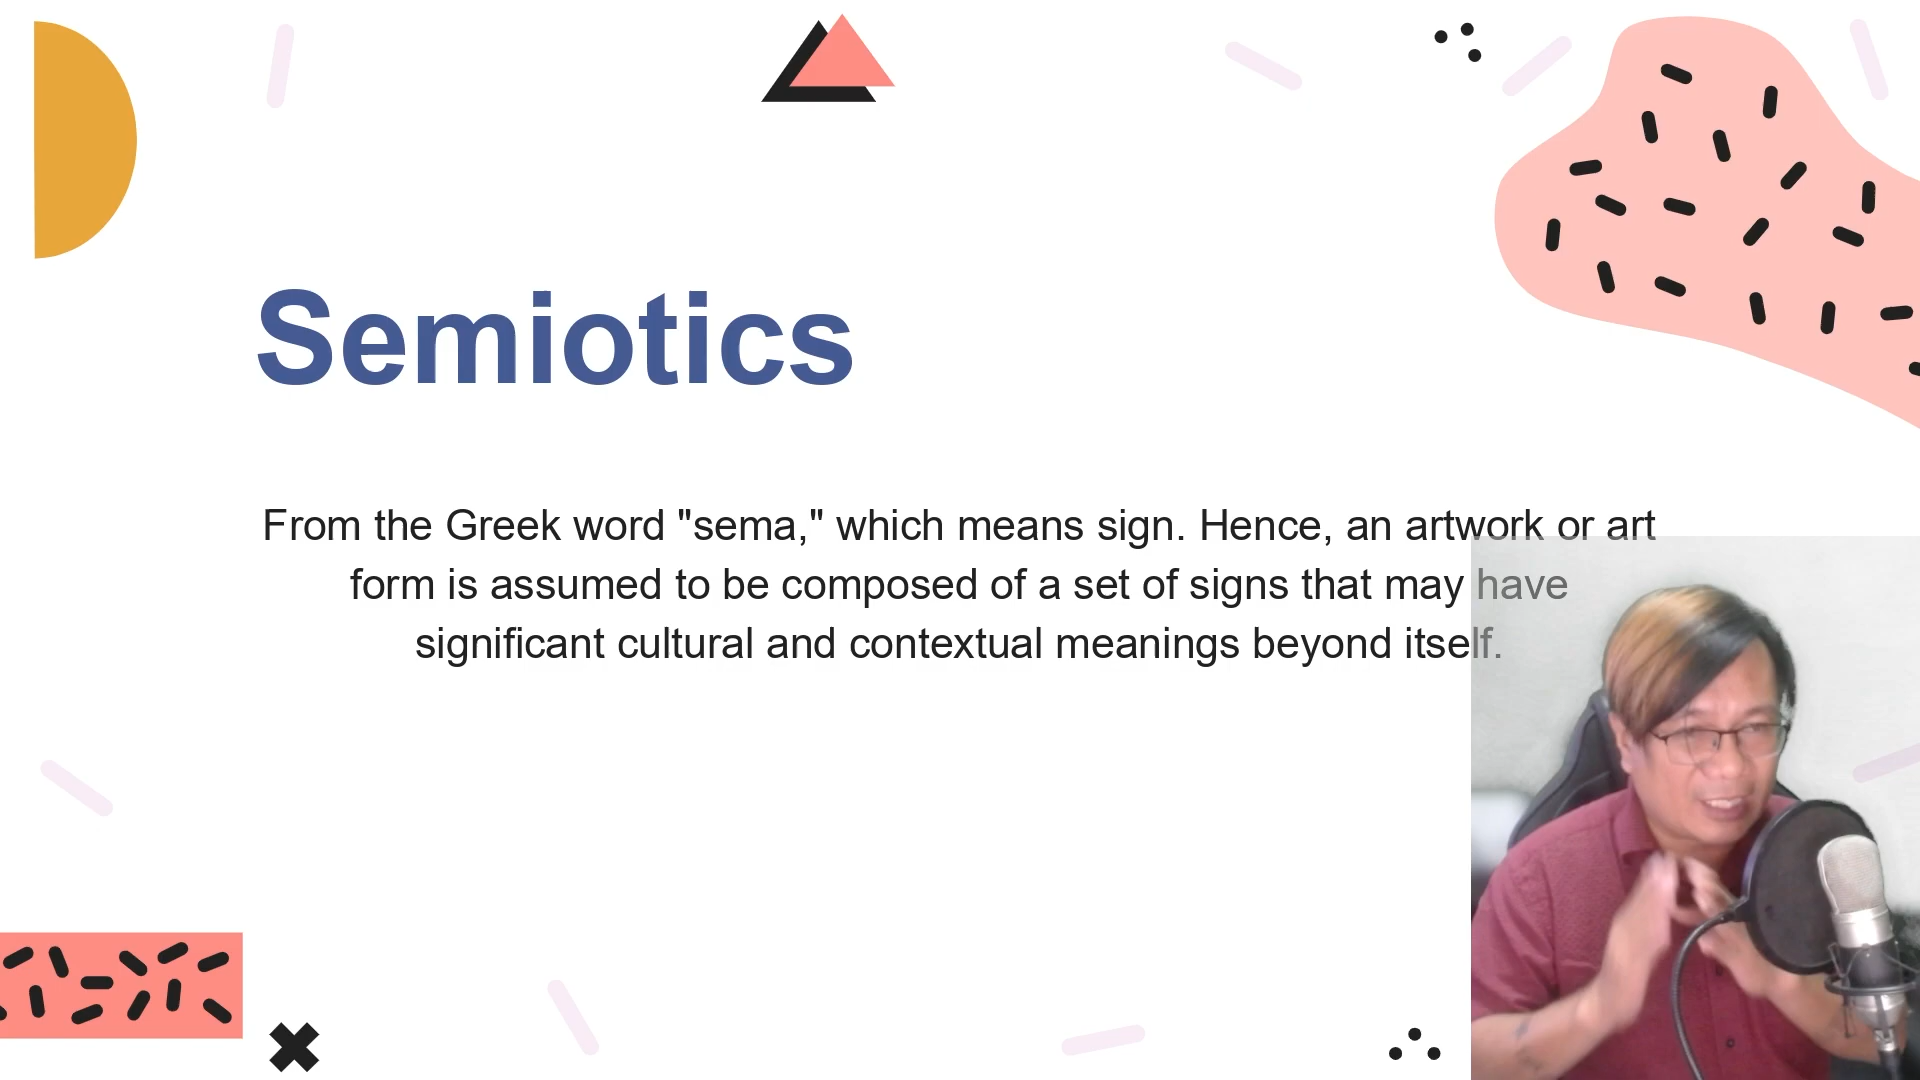 Semiotics
From the Greek word "sema," which means sign. Hence, an artwork or art
form is assumed to be composed of a set of signs that may have
significant cultural and contextual meanings beyond itself.